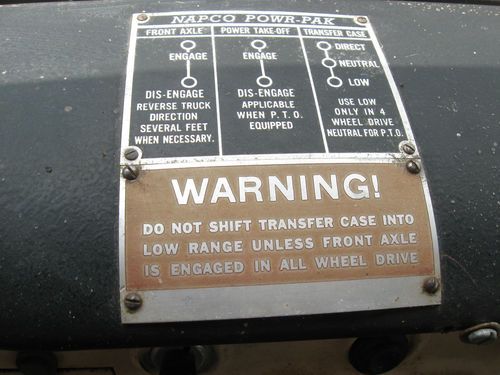 NAPCO POWR-PAK
FRONT AXLE
ENGAGE
DIS-ENGAGE
REVERSE TRUCK
DIRECTION
SEVERAL FEET
WHEN NECESSARY.
POWER TAKE-OFF
ENGAGE
DIS-ENGAGE
APPLICABLE
WHEN P.T.O.
EQUIPPED
TRANSFER CASE
DIRECT
NEUTRAL
LOW
USE LOW
ONLY IN 4
WHEEL DRIVE
NEUTRAL FOR P.T.O.
WARNING!
DO NOT SHIFT TRANSFER CASE INTO
LOW RANGE UNLESS FRONT AXLE
IS ENGAGED IN ALL WHEEL DRIVE